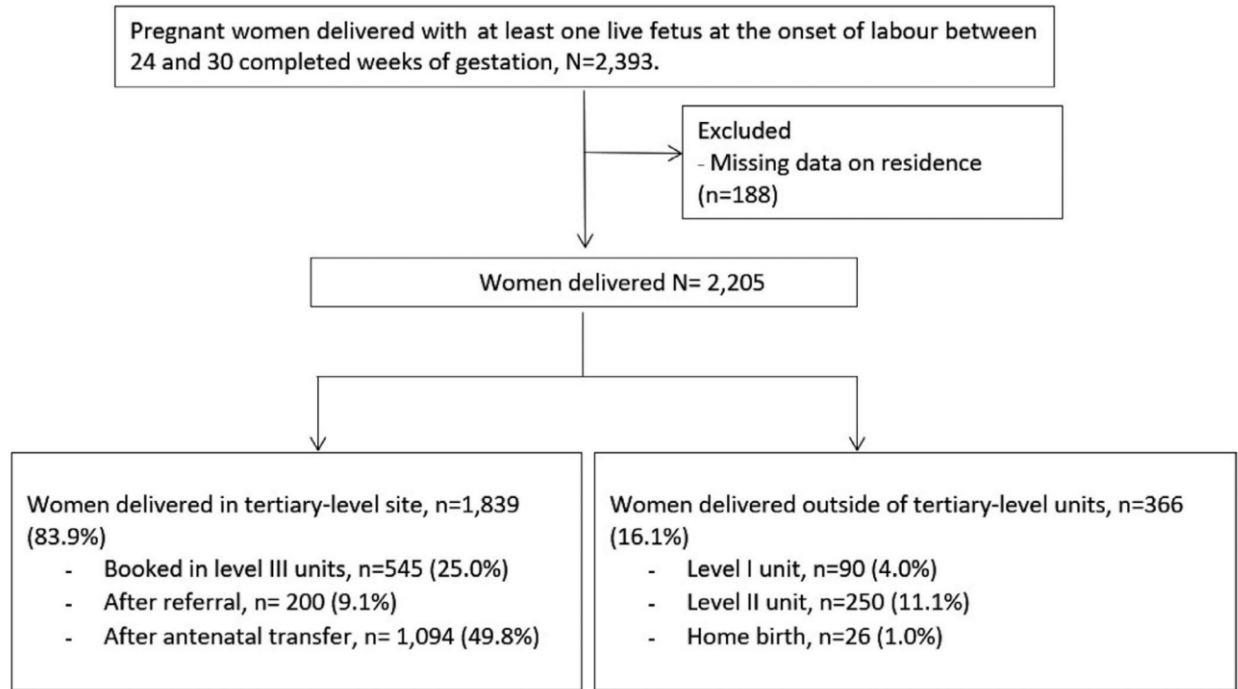 Pregnant women delivered with at least one live fetus at the onset of labour between
24 and 30 completed weeks of gestation, N=2,393.
Excluded
- Missing data on residence
(n=188)
Women delivered N= 2,205
Women delivered in tertiary-level site, n=1,839
(83.9%)
- Booked in level III units, n=545 (25.0%)
- After referral, n= 200 (9.1%)
- After antenatal transfer, n= 1,094 (49.8%)
Women delivered outside of tertiary-level units, n=366
(16.1%)
- Level I unit, n=90 (4.0%)
- Level II unit, n=250 (11.1%)
- Home birth, n=26 (1.0%)